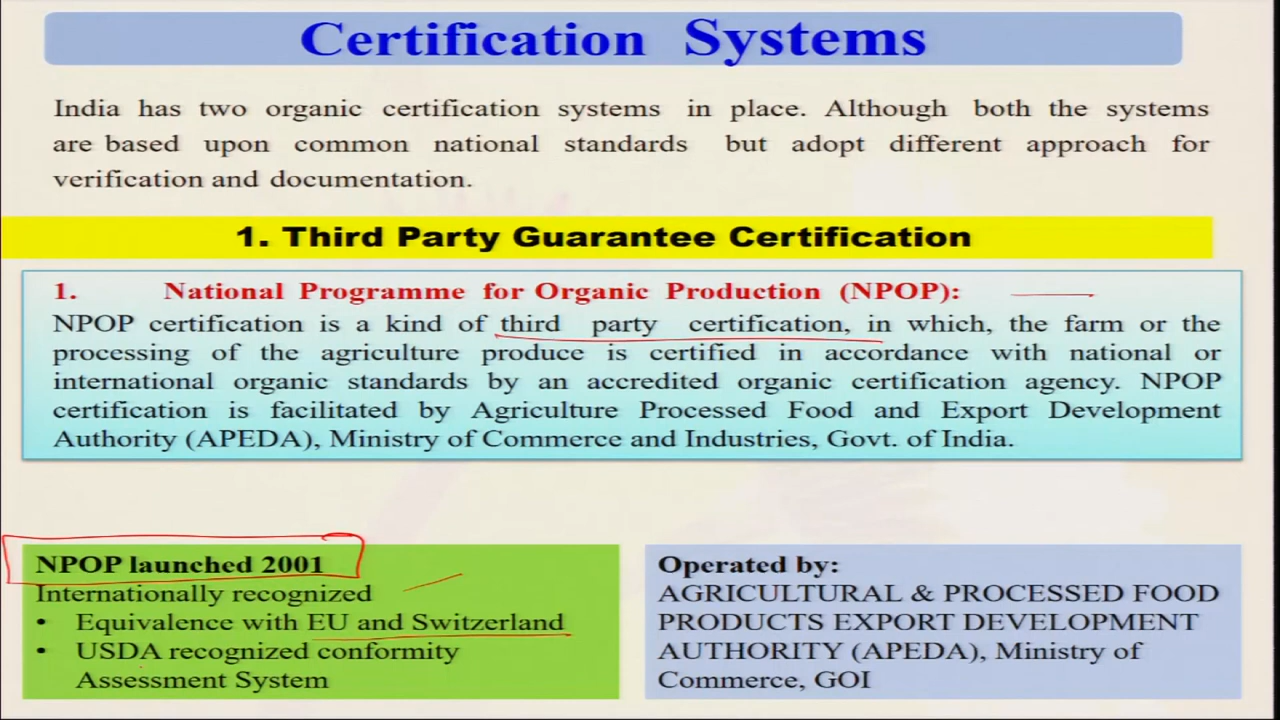 Certification Systems
India has two organic certification systems in place. Although both the systems
are based upon common national standards but adopt different approach for
verification and documentation.
1. Third Party Guarantee Certification
1. National Programme for Organic Production (NPOP):
NPOP certification is a kind of third party certification, in which, the farm or the
processing of the agriculture produce is certified in accordance with national or
international organic standards by an accredited organic certification agency. NPOP
certification is facilitated by Agriculture Processed Food and Export Development
Authority (APEDA), Ministry of Commerce and Industries, Govt. of India.
NPOP launched 2001
Internationally recognized
• Equivalence with EU and Switzerland
• USDA recognized conformity
Assessment System
Operated by:
AGRICULTURAL & PROCESSED FOOD
PRODUCTS EXPORT DEVELOPMENT
AUTHORITY (APEDA), Ministry of
Commerce, GOI